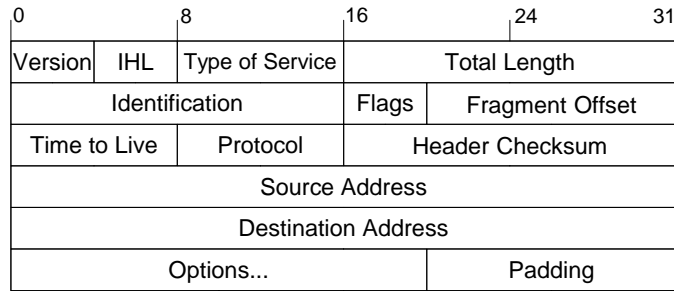 0 8 16 24 31
Version IHL Type of Service Total Length
Identification Flags Fragment Offset
Time to Live Protocol Header Checksum
Source Address
Destination Address
Options... Padding